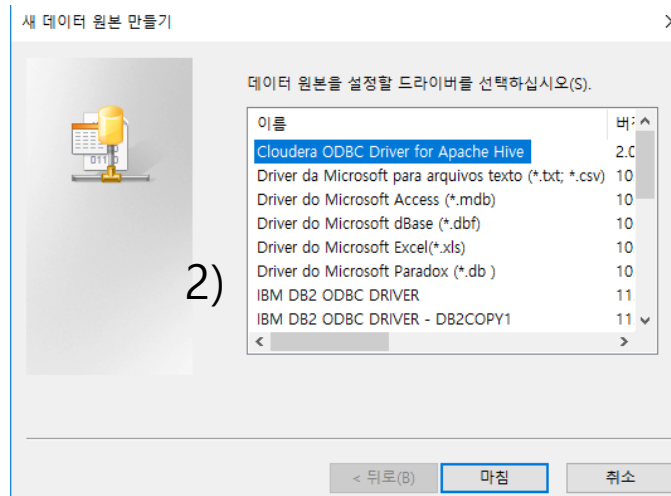 새 데이터 원본 만들기
데이터 원본을 설정할 드라이버를 선택하십시오(S).
이름 버
Cloudera ODBC Driver for Apache Hive 2.0
Driver da Microsoft para arquivos texto (*.txt; *.csv) 10
Driver do Microsoft Access (*.mdb) 10
Driver do Microsoft dBase (*.dbf) 10
Driver do Microsoft Excel(*.xls) 10
Driver do Microsoft Paradox (*.db ) 10
2)
IBM DB2 ODBC DRIVER 11
IBM DB2 ODBC DRIVER - DB2COPY1 11
< 뒤로(B) 마침 취소